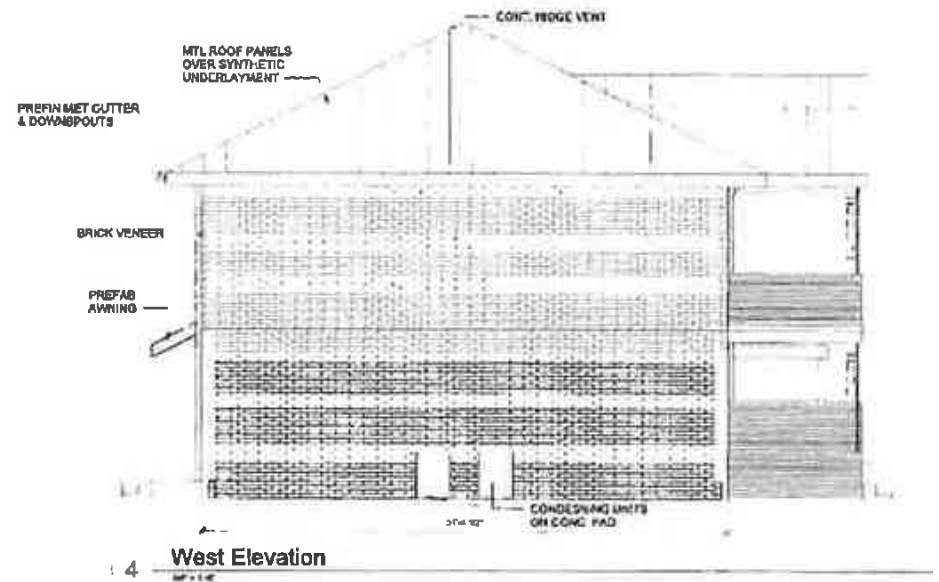 CONT. RIDGE VENT
MTL ROOF PANELS
OVER SYNTHETIC
UNDERLAYMENT
PREFIN MET GUTTER
& DOWNSPOUTS
BRICK VENEER
PREFAB
AWNING
CONDESNING UNITS
ON CONC PAD
4 West Elevation